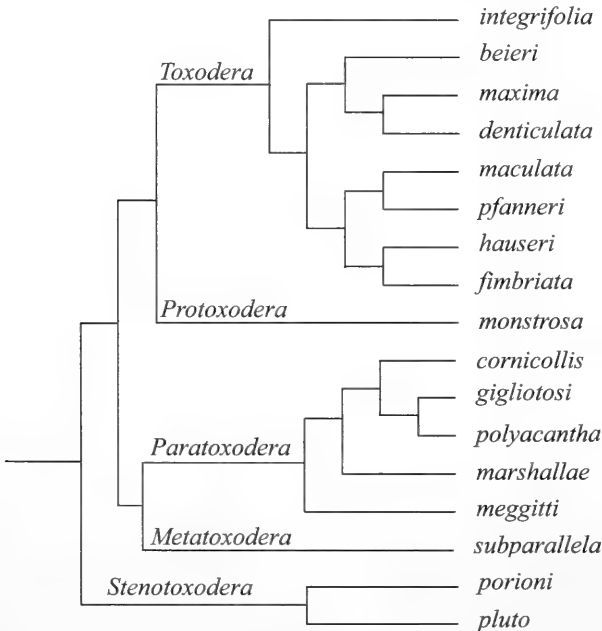 integrifolia
beieri
Toxodera
maxima
denticulata
maculata
pfanneri
hauseri
fimbriata
Protoxodera
monstrosa
cornicollis
gigliotosi
polyacantha
Paratoxodera
marshallae
meggitti
Metatoxodera
subparallela
Stenotoxodera
porioni
pluto